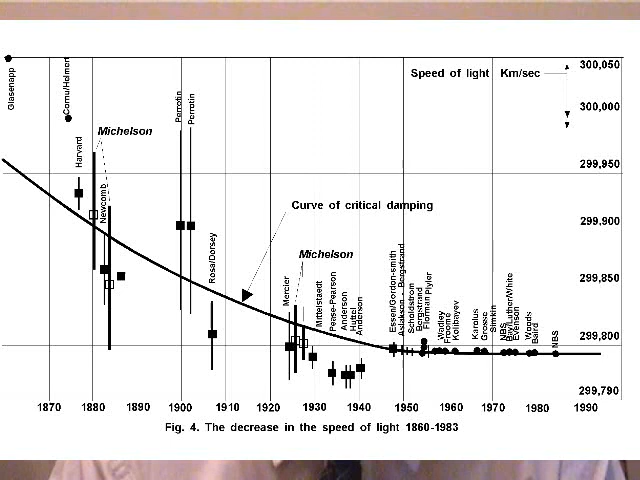 300,050
Speed of light Km/sec
300,000
Glasenapp
Cornu/Helmert
Perrotin
Perrotin
Michelson
Harvard
299,950
Newcomb
Curve of critical damping
299,900
Rosa/Dorsey
Michelson
Mercier
Mittelstaedt
Pease-Pearson
Anderson
Huttel
Anderson
Essen/Gordon-smith
Aslakson - Bergstrand
Scholdstrom
Bergstrand
Florman Plyler
299,850
Wadley
Froome
Kolibayev
Karolus
Grosse
Simkin
NBS
Bay/Luther/White
Evenson
Woods
Baird
NBS
299,800
299,790
1870 1880 1890 1900 1910 1920 1930 1940 1950 1960 1970 1980 1990
Fig. 4. The decrease in the speed of light 1860-1983